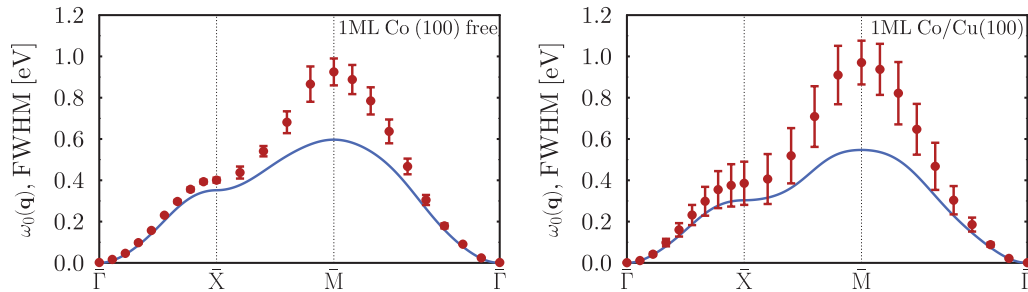 1ML Co (100) free
ω₀(q), FWHM [eV]
1.2
1.0
0.8
0.6
0.4
0.2
0.0
Γ̄ X̄ M̄ Γ̄
1ML Co/Cu(100)
ω₀(q), FWHM [eV]
1.2
1.0
0.8
0.6
0.4
0.2
0.0
Γ̄ X̄ M̄ Γ̄